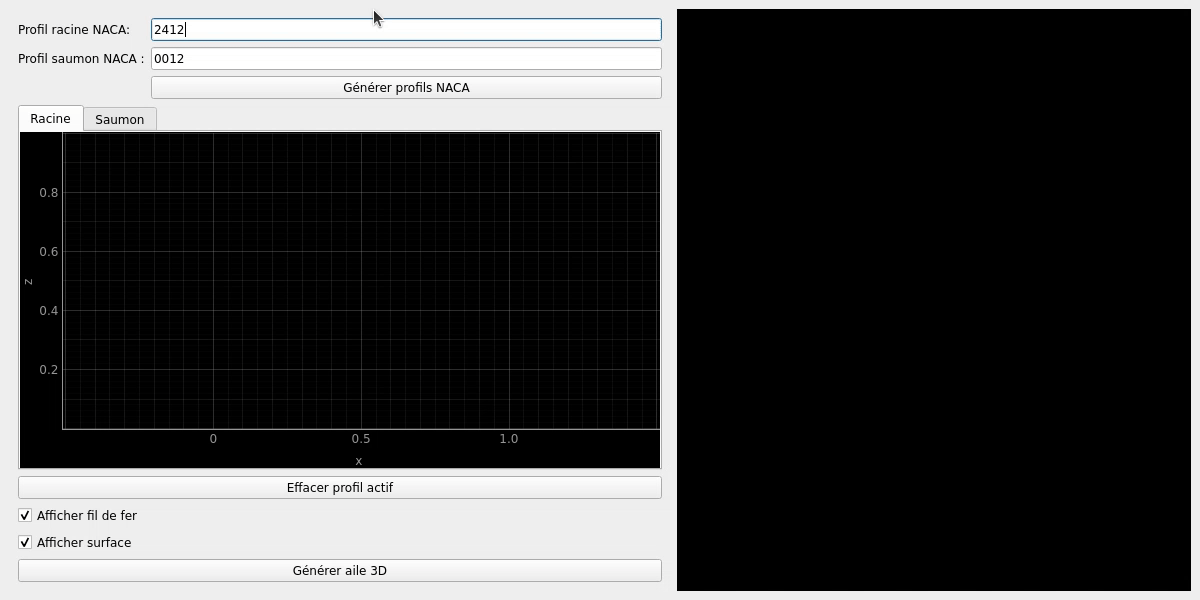 Profil racine NACA: 2412
Profil saumon NACA : 0012
Générer profils NACA
Racine Saumon
0.8
0.6
z
0.4
0.2
0 0.5 1.0
x
Effacer profil actif
Afficher fil de fer
Afficher surface
Générer aile 3D